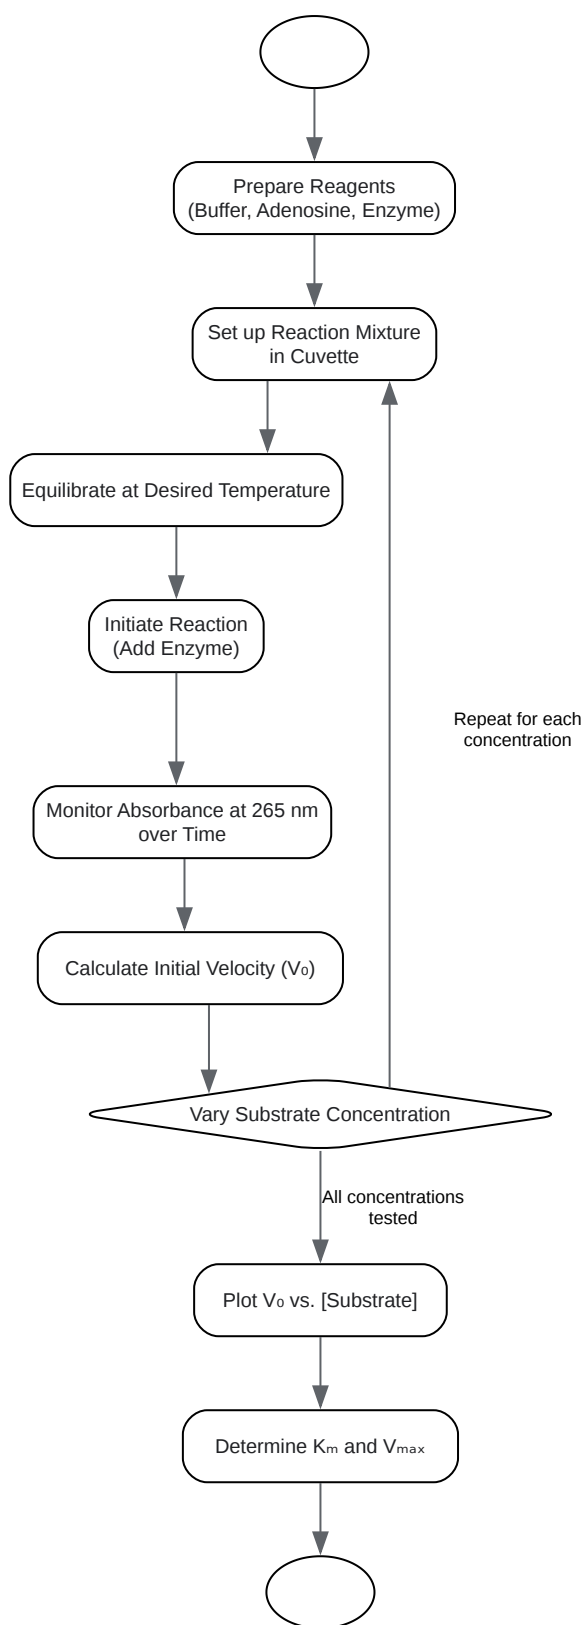 Prepare Reagents
(Buffer, Adenosine, Enzyme)
Set up Reaction Mixture
in Cuvette
Equilibrate at Desired Temperature
Initiate Reaction
(Add Enzyme)
Repeat for each
concentration
Monitor Absorbance at 265 nm
over Time
Calculate Initial Velocity (V₀)
Vary Substrate Concentration
All concentrations
tested
Plot V₀ vs. [Substrate]
Determine Kₘ and Vₘₐₓ